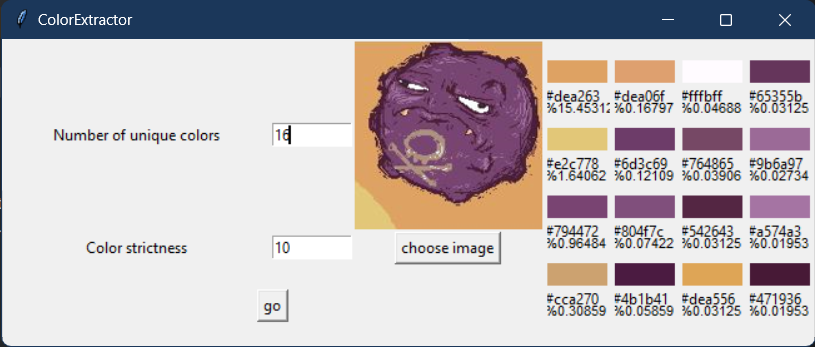 ColorExtractor
Number of unique colors
16
Color strictness
10
go
choose image
#dea263 #dea06f #fffbff #65355b
%15.45312 %0.16797 %0.04688 %0.03125
#e2c778 #6d3c69 #764865 #9b6a97
%1.64062 %0.12109 %0.03906 %0.02734
#794472 #804f7c #542643 #a574a3
%0.96484 %0.07422 %0.03125 %0.01953
#cca270 #4b1b41 #dea556 #471936
%0.30859 %0.05859 %0.03125 %0.01953